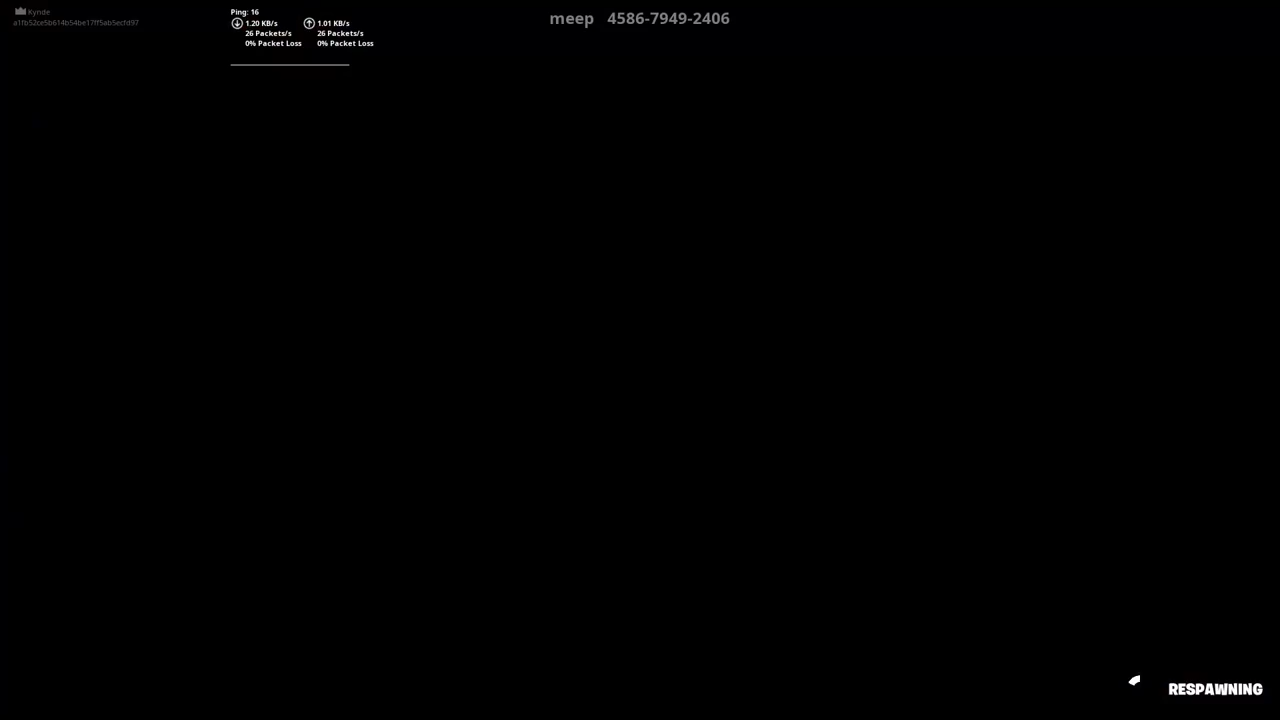 Kynde
a1fb52ce5b614b54be17ff5ab5ecfd97
Ping: 16
1.20 KB/s 1.01 KB/s
26 Packets/s 26 Packets/s
0% Packet Loss 0% Packet Loss
meep 4586-7949-2406
RESPAWNING